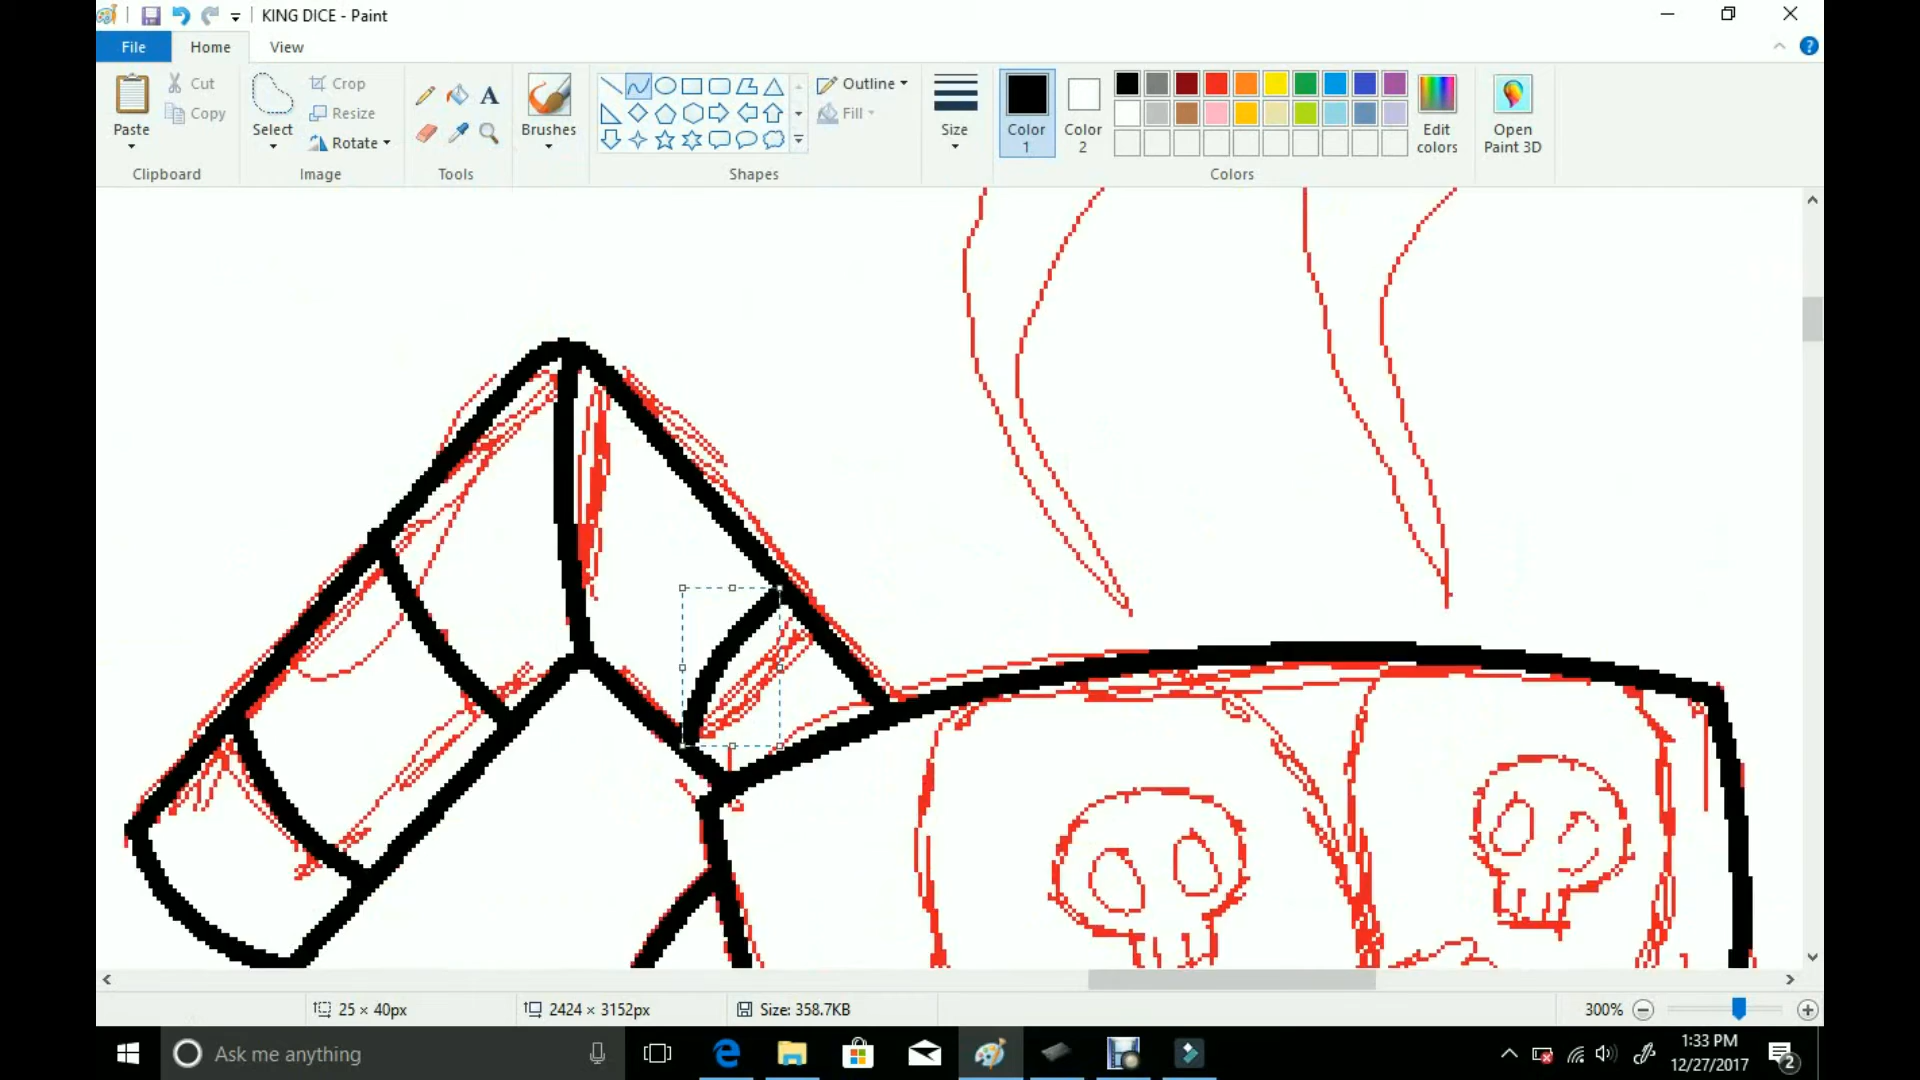 KING DICE - Paint
File Home View
Paste
Cut
Copy
Clipboard
Select
Crop
Resize
Rotate
Image
A
Tools
Brushes
Shapes
Outline
Fill
Size
Color 1
Color 2
Colors
Edit colors
Open Paint 3D
25 × 40px
2424 × 3152px
Size: 358.7KB
300%
Ask me anything
1:33 PM
12/27/2017
2